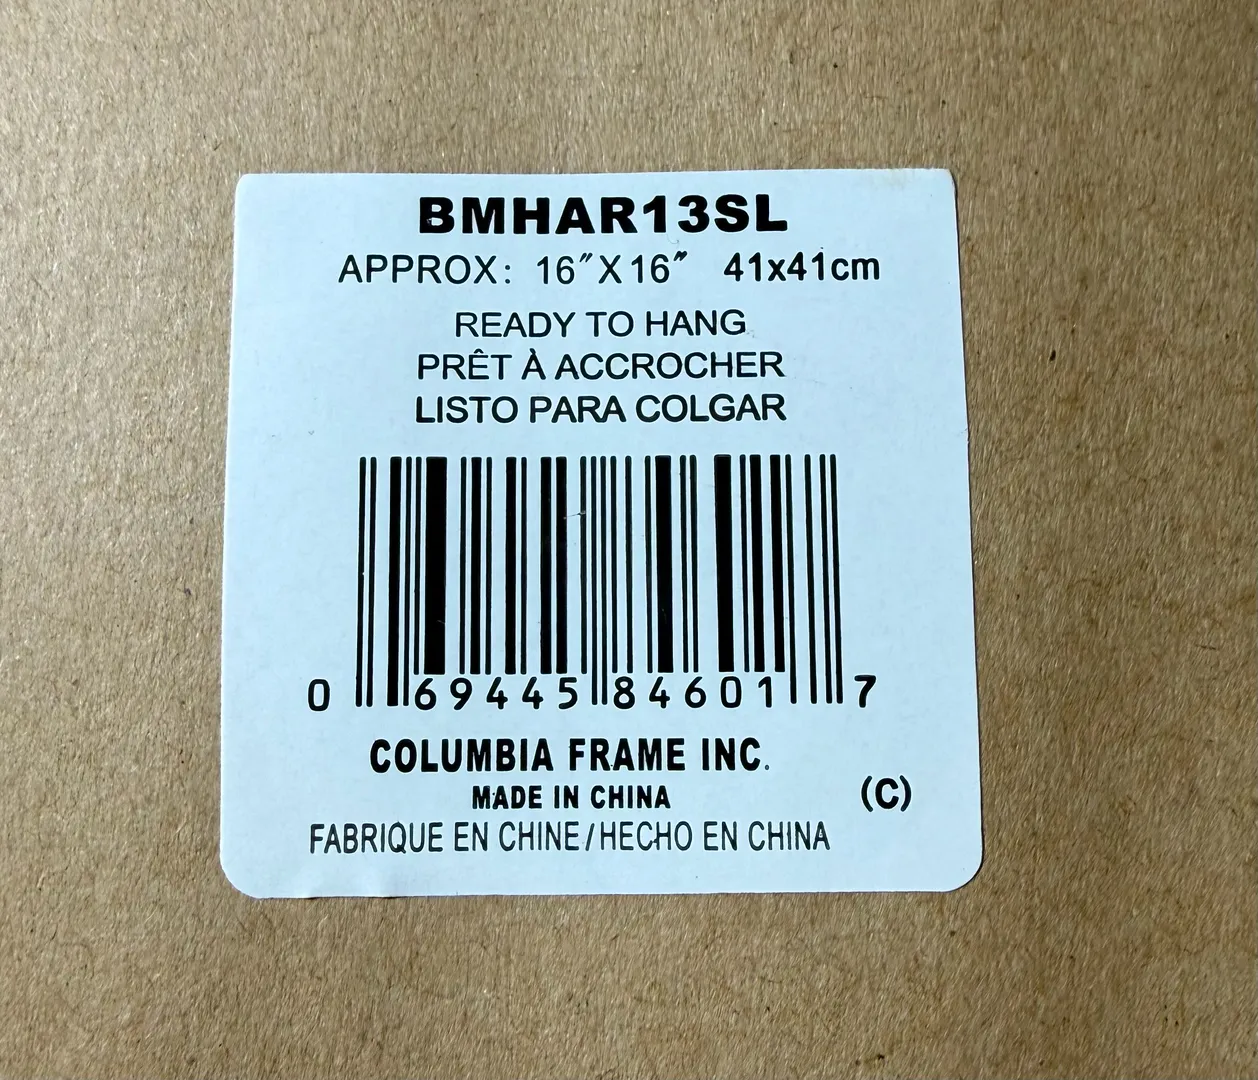 BMHAR13SL
APPROX: 16″X16″ 41x41cm
READY TO HANG
PRÊT À ACCROCHER
LISTO PARA COLGAR
0 69445 84601 7
COLUMBIA FRAME INC.
MADE IN CHINA
(C)
FABRIQUE EN CHINE/HECHO EN CHINA